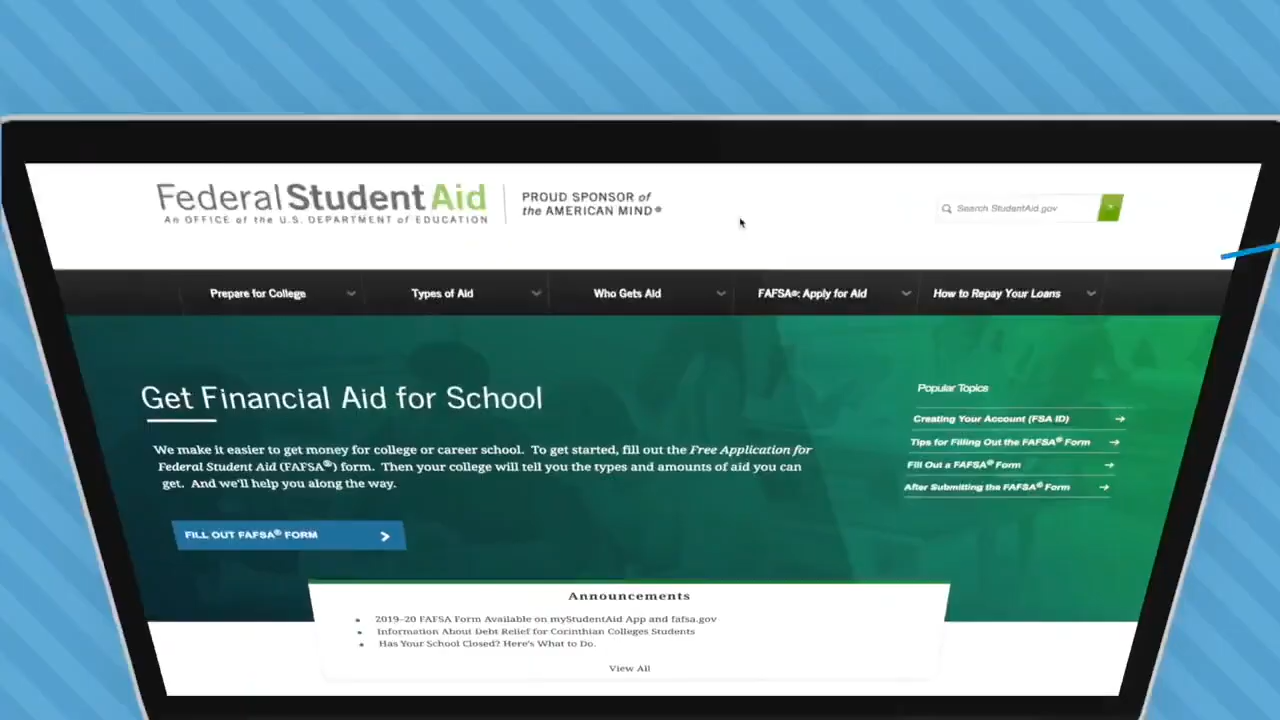 Federal Student Aid
An OFFICE of the U.S. DEPARTMENT of EDUCATION
PROUD SPONSOR of
the AMERICAN MIND®
Search StudentAid.gov
Prepare for College
Types of Aid
Who Gets Aid
FAFSA®: Apply for Aid
How to Repay Your Loans
Get Financial Aid for School
We make it easier to get money for college or career school. To get started, fill out the Free Application for
Federal Student Aid (FAFSA®) form. Then your college will tell you the types and amounts of aid you can
get. And we'll help you along the way.
FILL OUT FAFSA® FORM
Popular Topics
Creating Your Account (FSA ID)
Tips for Filling Out the FAFSA® Form
Fill Out a FAFSA® Form
After Submitting the FAFSA® Form
Announcements
2019–20 FAFSA Form Available on myStudentAid App and fafsa.gov
Information About Debt Relief for Corinthian Colleges Students
Has Your School Closed? Here's What to Do.
View All